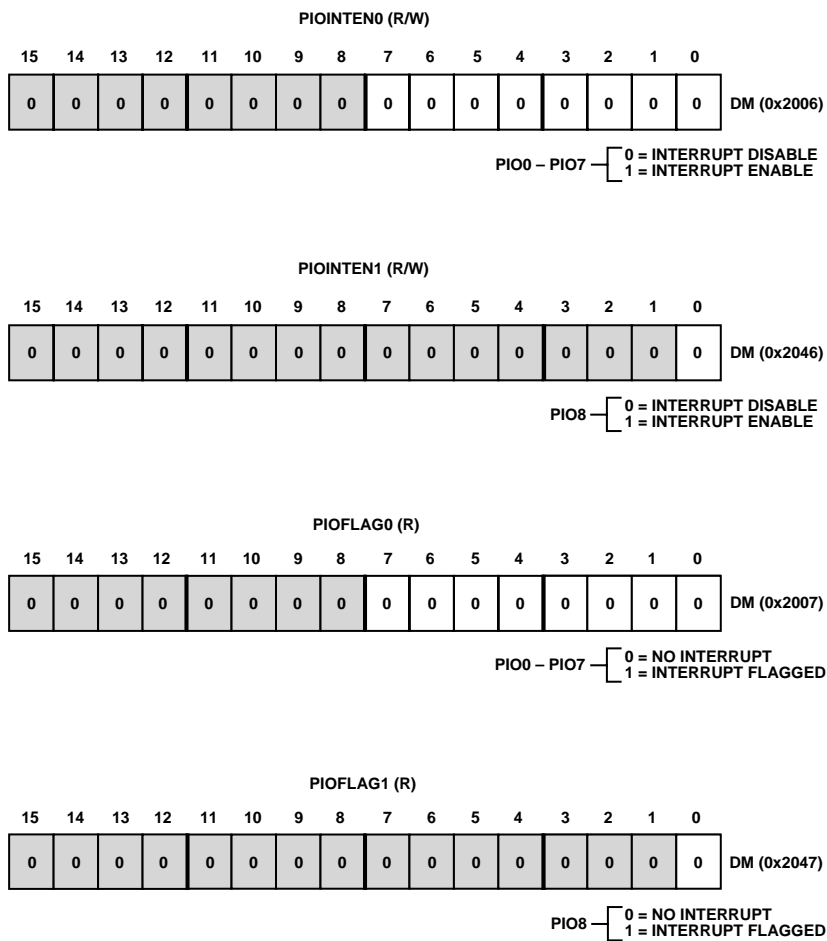 PIOINTEN0 (R/W)
15 14 13 12 11 10 9 8 7 6 5 4 3 2 1 0
0 0 0 0 0 0 0 0 0 0 0 0 0 0 0 0 DM (0x2006)
PIO0 – PIO7 0 = INTERRUPT DISABLE
1 = INTERRUPT ENABLE
PIOINTEN1 (R/W)
15 14 13 12 11 10 9 8 7 6 5 4 3 2 1 0
0 0 0 0 0 0 0 0 0 0 0 0 0 0 0 0 DM (0x2046)
PIO8 0 = INTERRUPT DISABLE
1 = INTERRUPT ENABLE
PIOFLAG0 (R)
15 14 13 12 11 10 9 8 7 6 5 4 3 2 1 0
0 0 0 0 0 0 0 0 0 0 0 0 0 0 0 0 DM (0x2007)
PIO0 – PIO7 0 = NO INTERRUPT
1 = INTERRUPT FLAGGED
PIOFLAG1 (R)
15 14 13 12 11 10 9 8 7 6 5 4 3 2 1 0
0 0 0 0 0 0 0 0 0 0 0 0 0 0 0 0 DM (0x2047)
PIO8 0 = NO INTERRUPT
1 = INTERRUPT FLAGGED